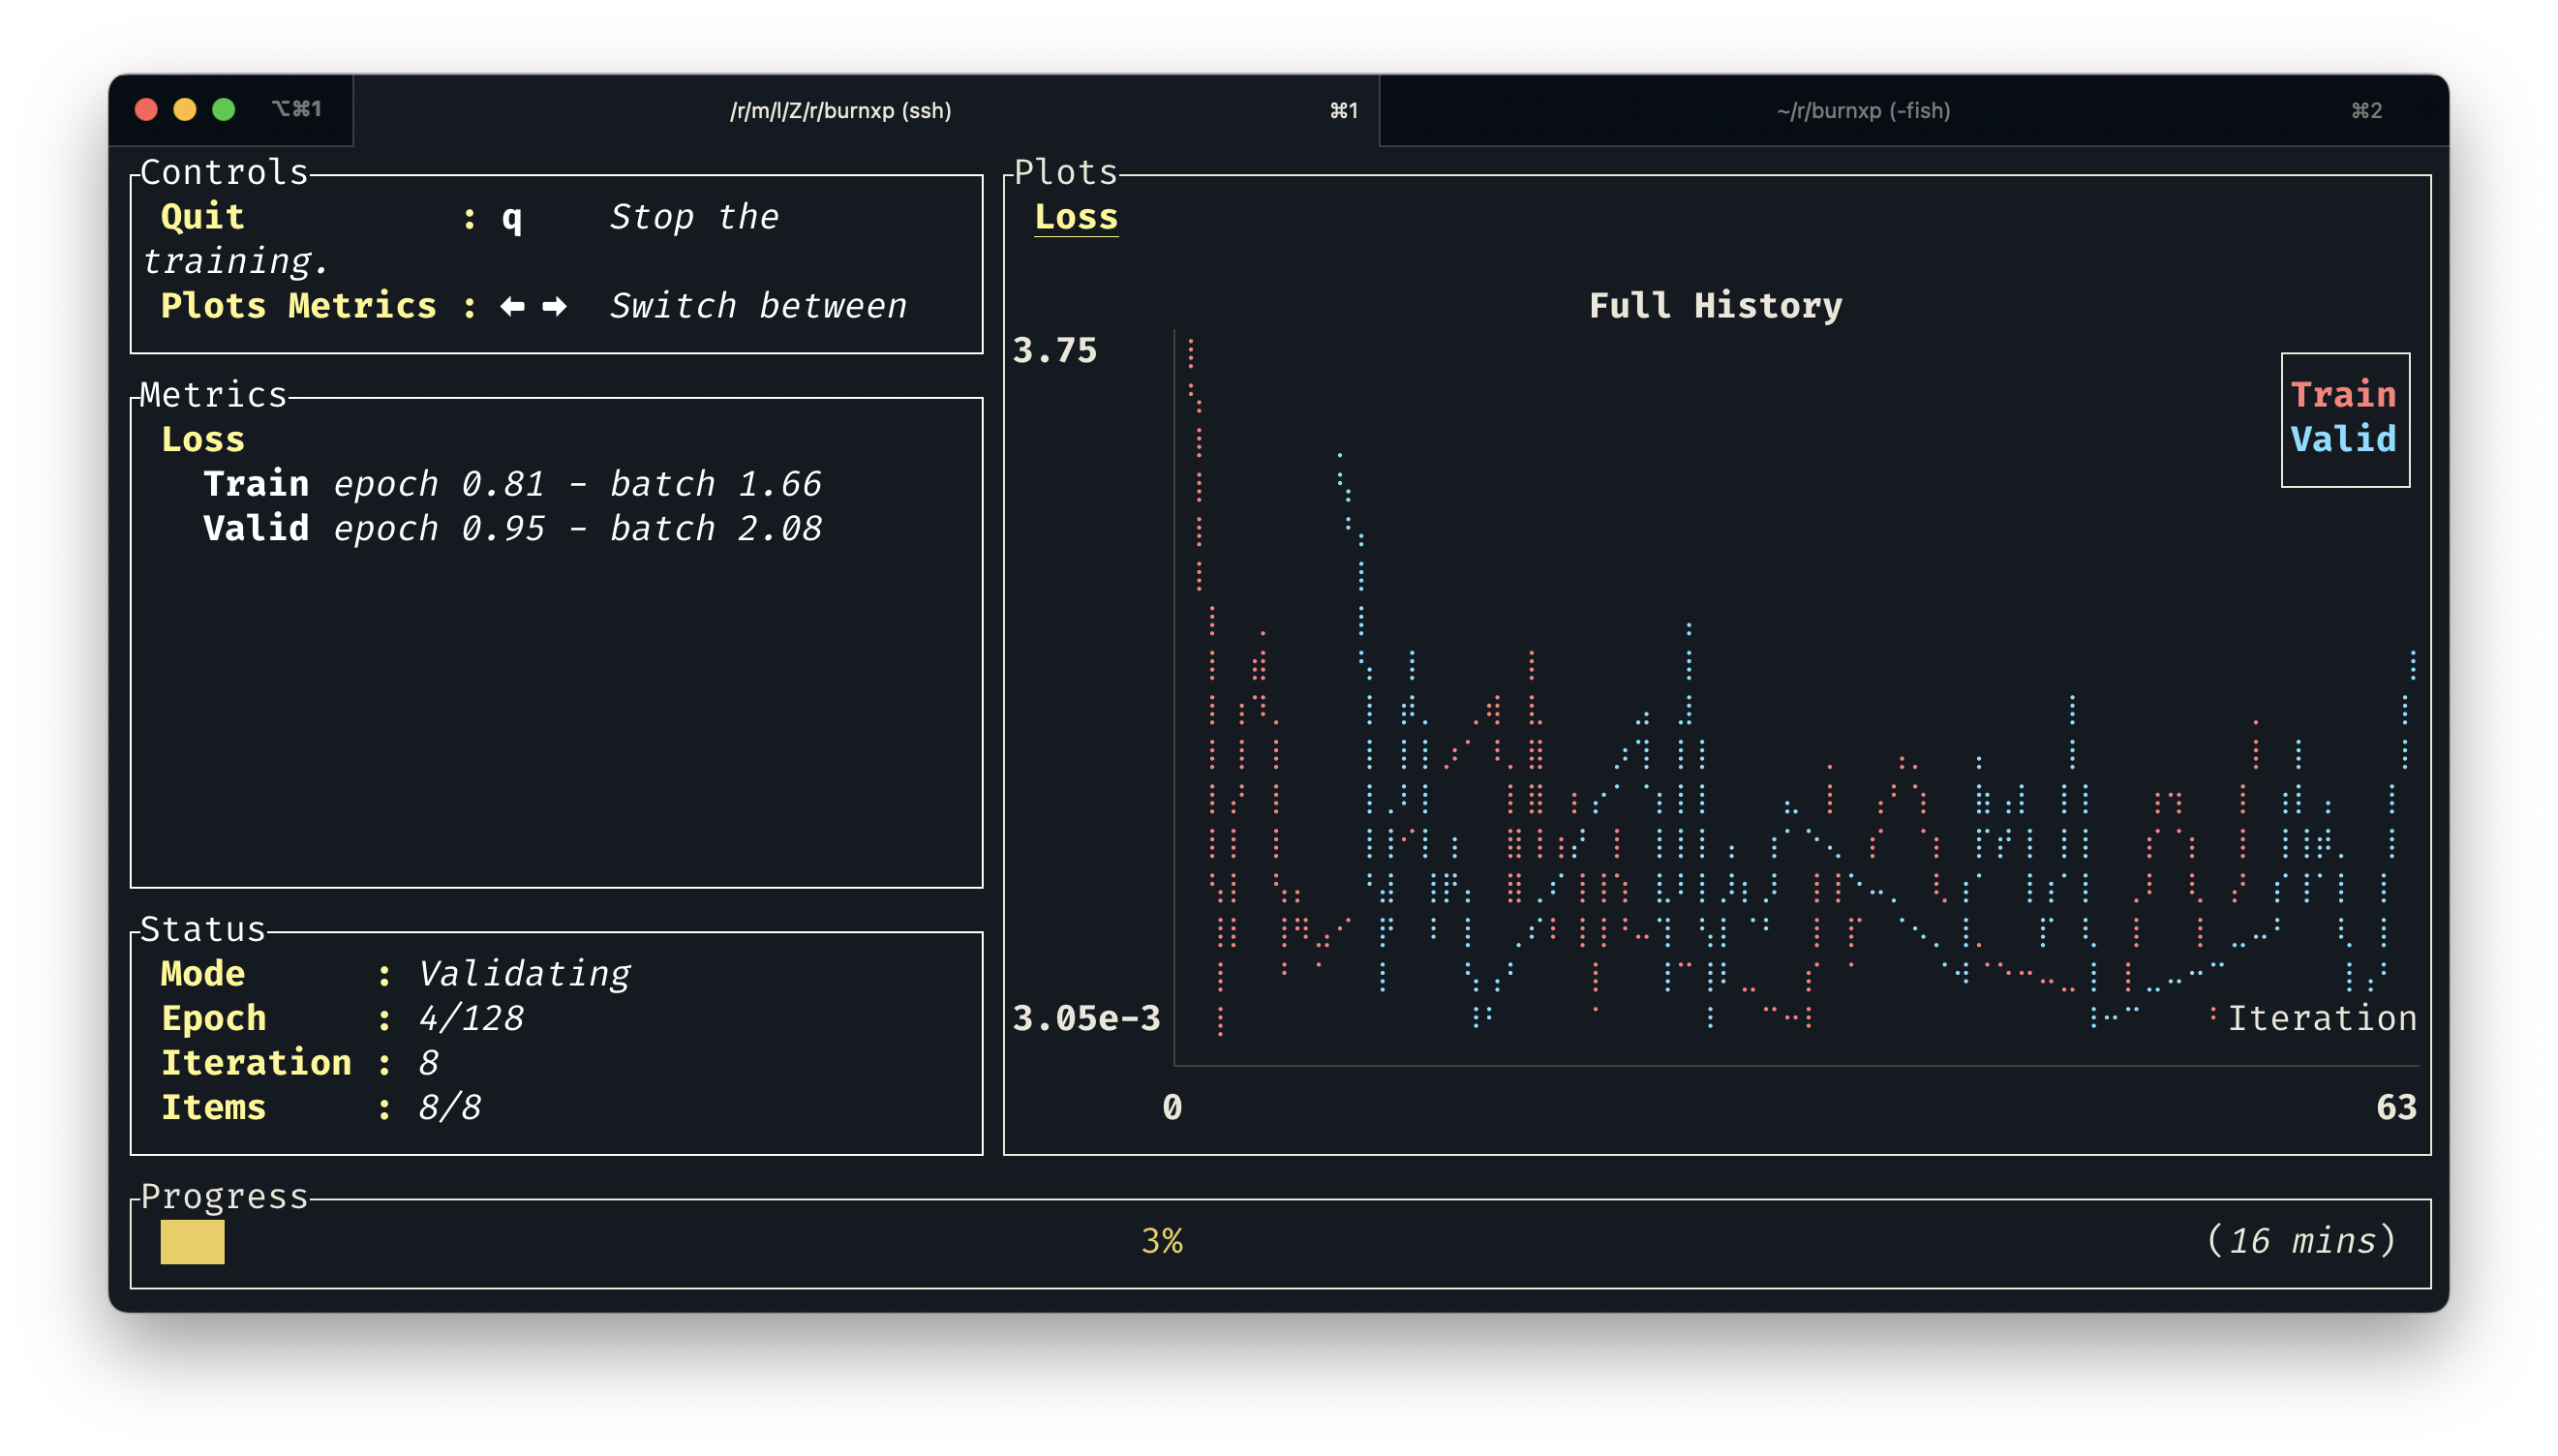 ⌥⌘1
/r/m/l/Z/r/burnxp (ssh)
⌘1
~/r/burnxp (-fish)
⌘2
Controls
Quit : q Stop the
training.
Plots Metrics : ⬅ ➡ Switch between
Metrics
Loss
Train epoch 0.81 - batch 1.66
Valid epoch 0.95 - batch 2.08
Status
Mode : Validating
Epoch : 4/128
Iteration : 8
Items : 8/8
Plots
Loss
Full History
3.75
Train
Valid
3.05e-3
Iteration
0
63
Progress
3%
(16 mins)